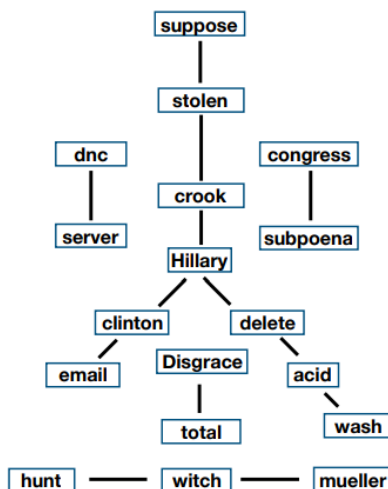 suppose
stolen
dnc
congress
crook
server
subpoena
Hillary
clinton
delete
Disgrace
email
acid
wash
total
hunt
witch
mueller